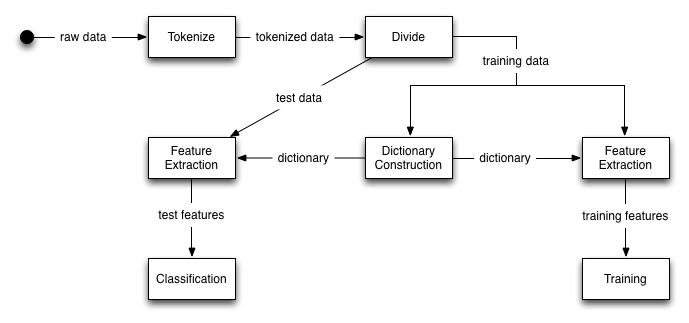 raw data
Tokenize
tokenized data
Divide
training data
test data
Feature
Extraction
dictionary
Dictionary
Construction
dictionary
Feature
Extraction
test features
training features
Classification
Training